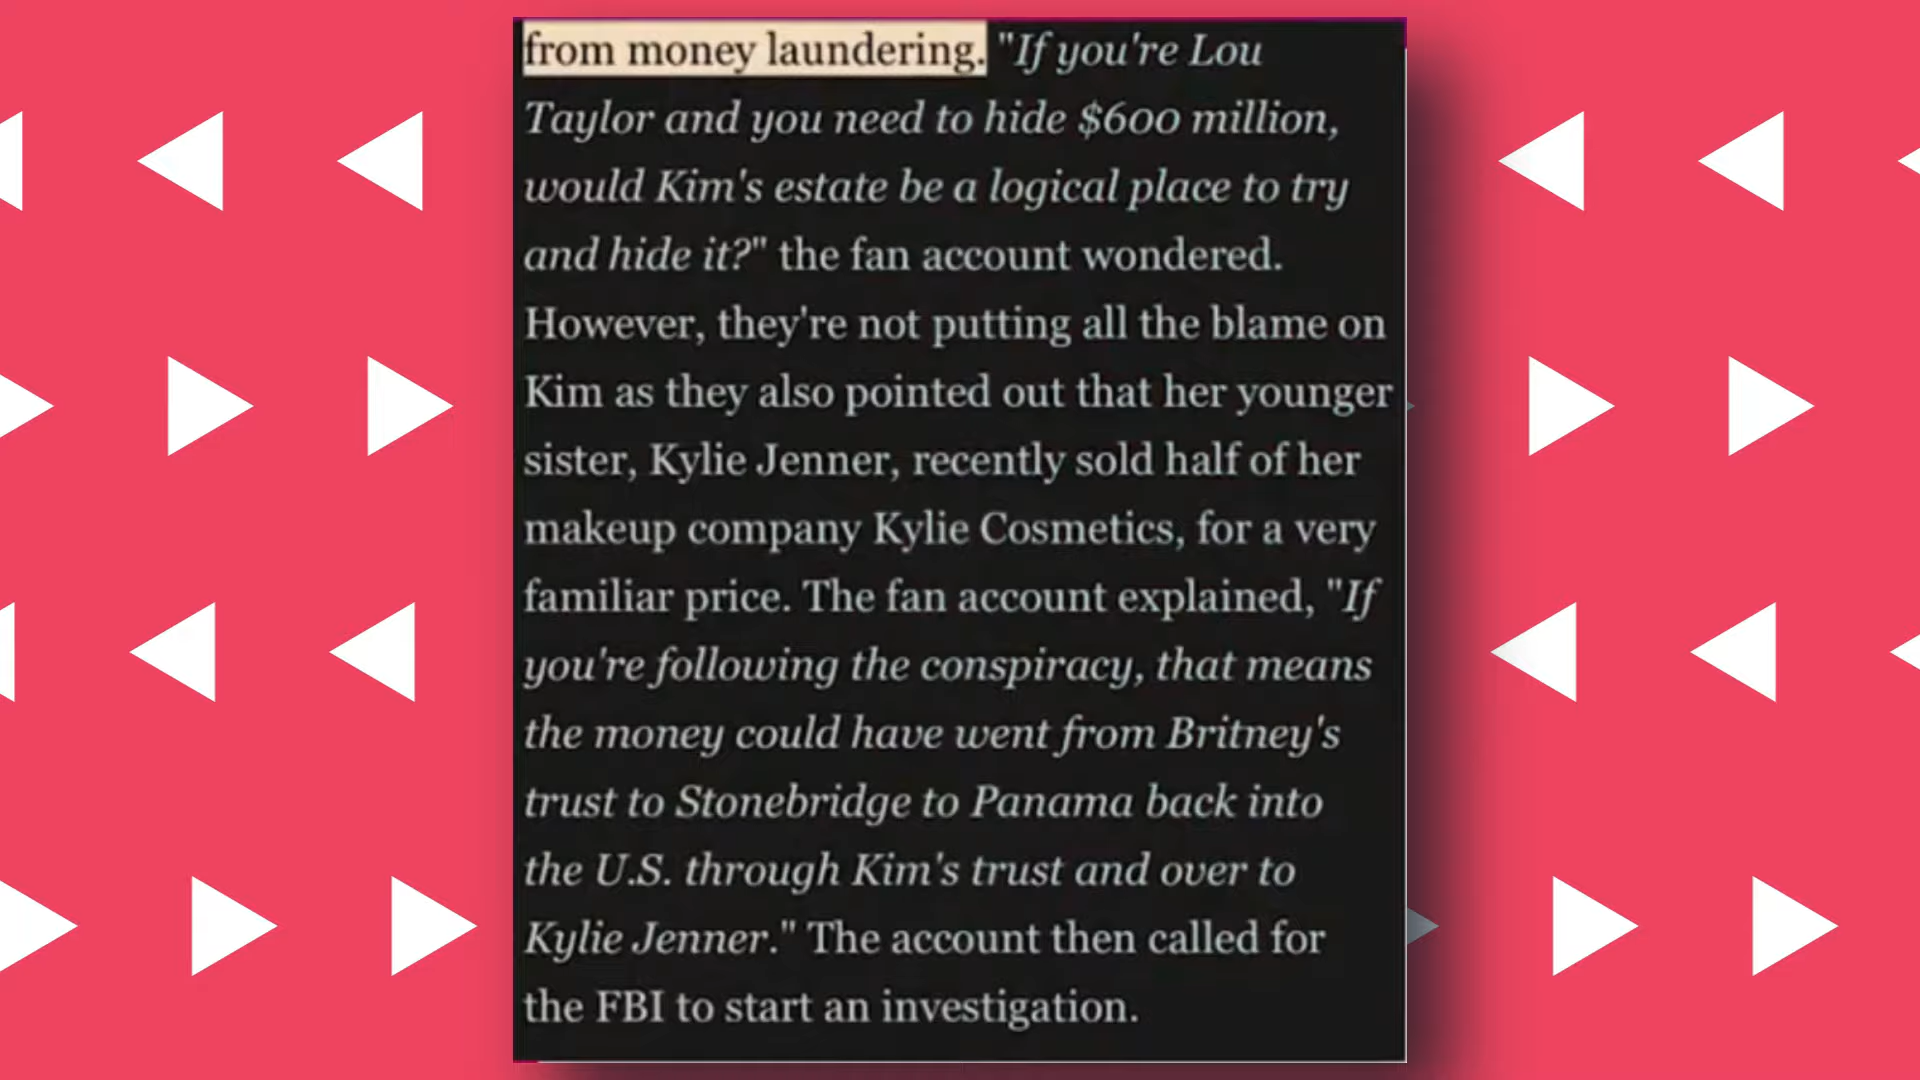 from money laundering. "If you're Lou
Taylor and you need to hide $600 million,
would Kim's estate be a logical place to try
and hide it?" the fan account wondered.
However, they're not putting all the blame on
Kim as they also pointed out that her younger
sister, Kylie Jenner, recently sold half of her
makeup company Kylie Cosmetics, for a very
familiar price. The fan account explained, "If
you're following the conspiracy, that means
the money could have went from Britney's
trust to Stonebridge to Panama back into
the U.S. through Kim's trust and over to
Kylie Jenner." The account then called for
the FBI to start an investigation.